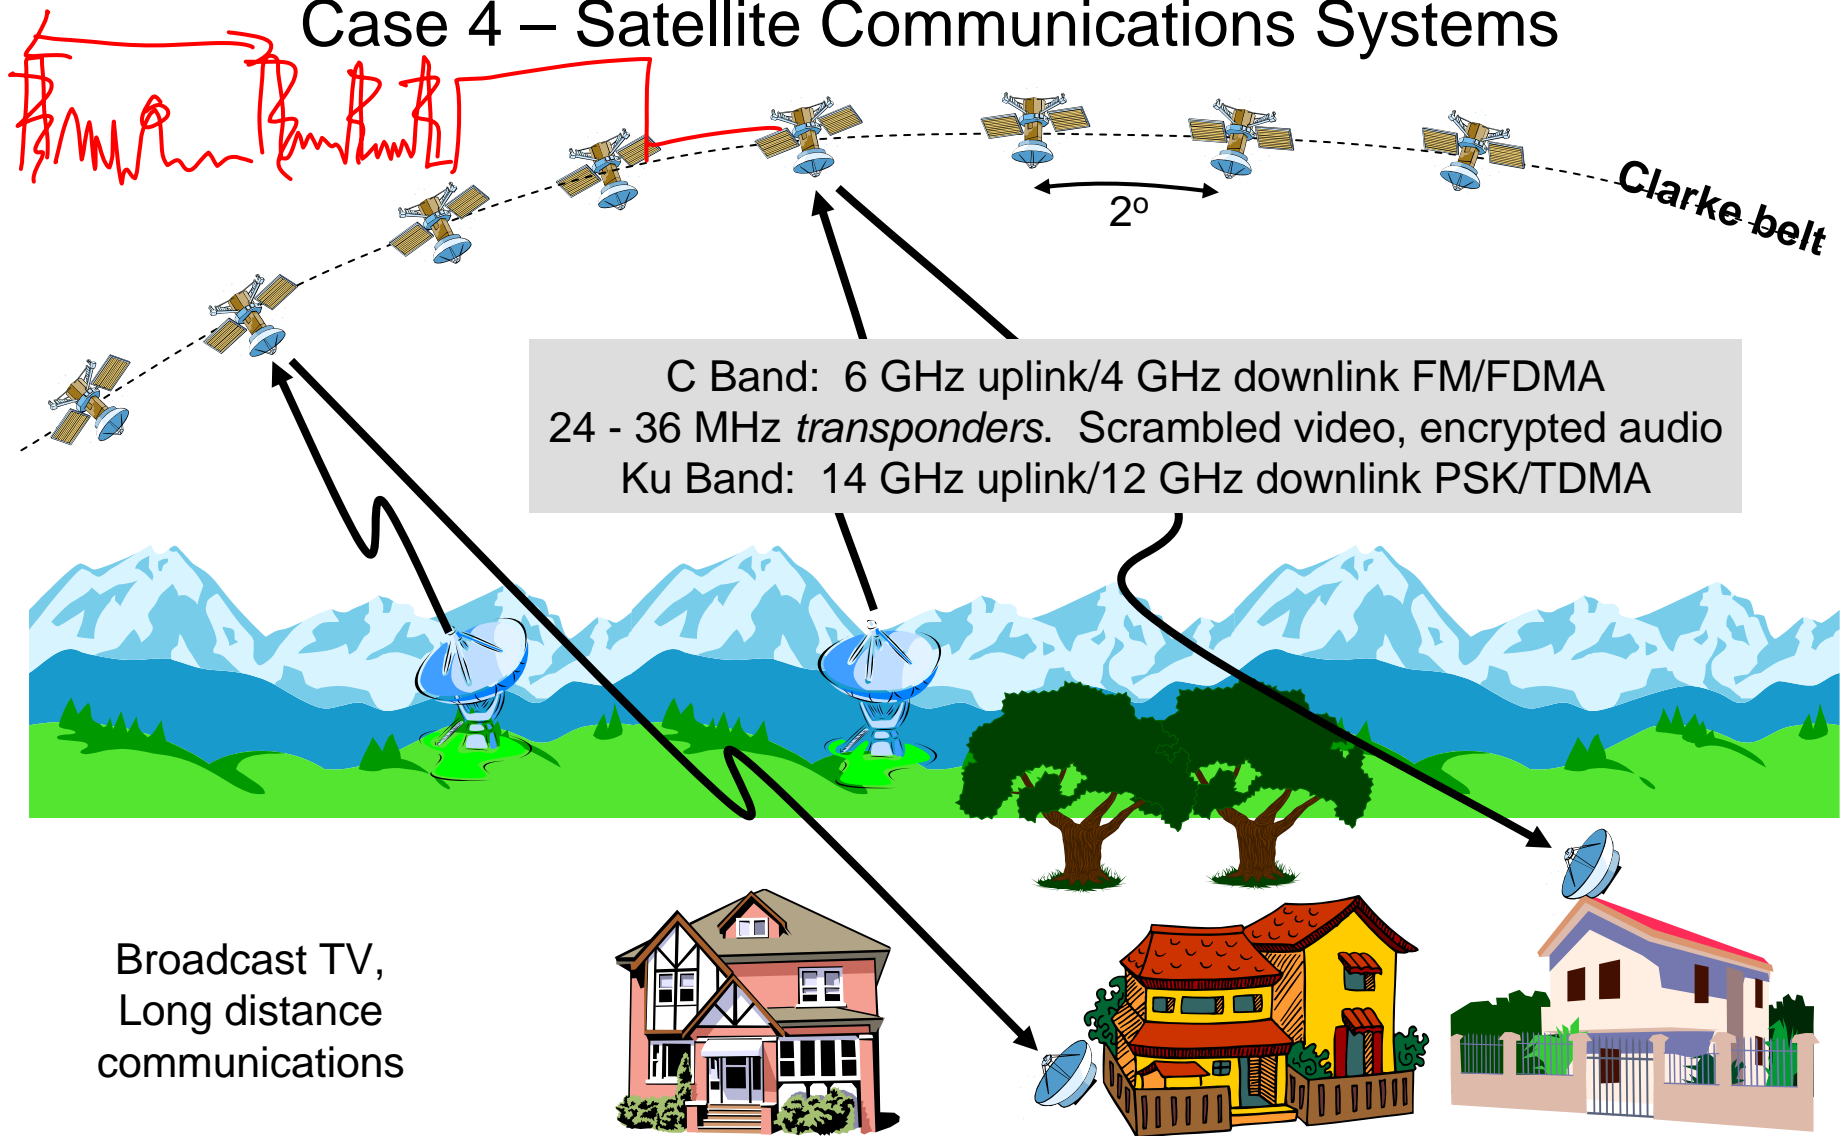 Case 4 – Satellite Communications Systems
Clarke belt
2º
C Band:  6 GHz uplink/4 GHz downlink FM/FDMA
24 - 36 MHz transponders.  Scrambled video, encrypted audio
Ku Band:  14 GHz uplink/12 GHz downlink PSK/TDMA
Broadcast TV,
Long distance
communications